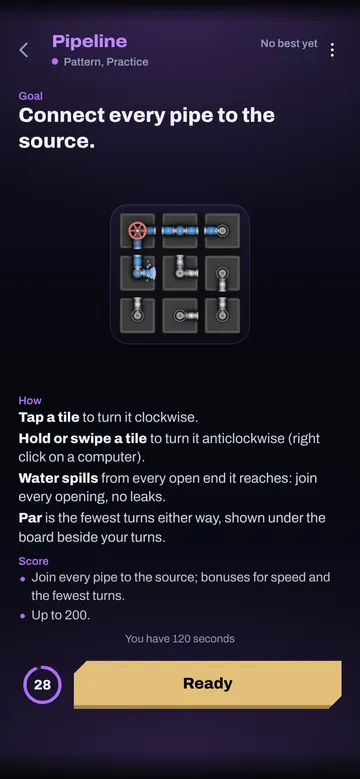 Pipeline
No best yet
Pattern, Practice
Goal
Connect every pipe to the
source.
How
Tap a tile to turn it clockwise.
Hold or swipe a tile to turn it anticlockwise (right
click on a computer).
Water spills from every open end it reaches: join
every opening, no leaks.
Par is the fewest turns either way, shown under the
board beside your turns.
Score
Join every pipe to the source; bonuses for speed and
the fewest turns.
Up to 200.
You have 120 seconds
28
Ready